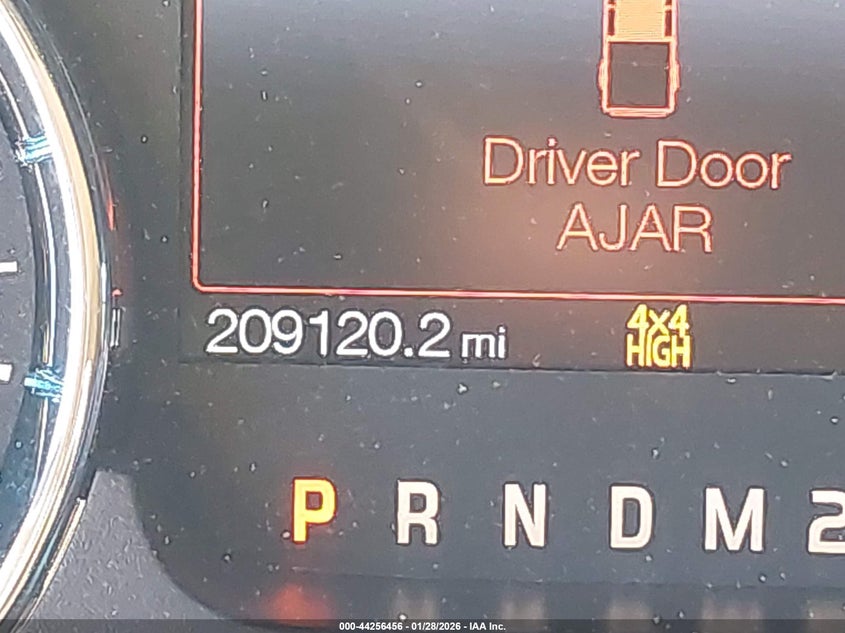 Driver Door
AJAR
209120.2 mi
4x4
HIGH
P R N D M 2
000-44256456 - 01/28/2026 - IAA Inc.